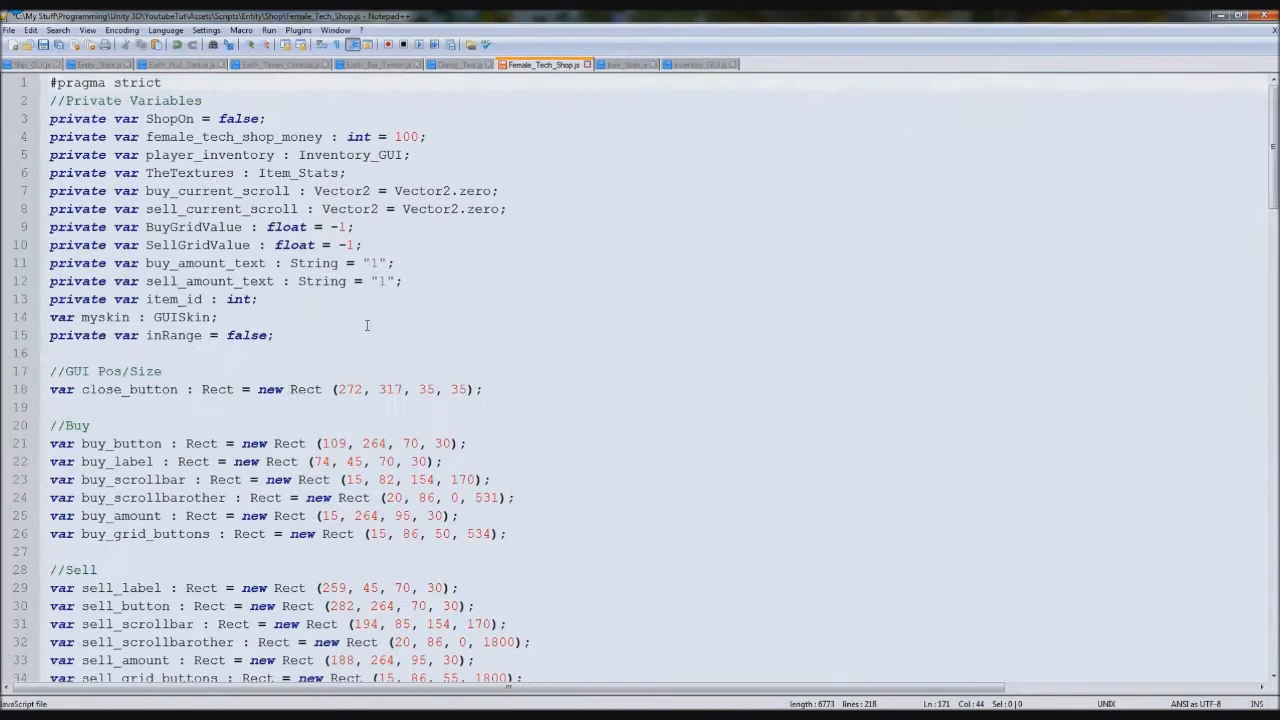 *C:\My Stuff\Programming\Unity 3D\YoutubeTut\Assets\Scripts\Entity\Shop\Female_Tech_Shop.js - Notepad++
File Edit Search View Encoding Language Settings Macro Run Plugins Window ?
Ship_GUI.js Entity_State.js Earth_Hud_Control.js Earth_Bar_Tender.js Female_Tech_Shop.js Item_Stats.js Inventory_GUI.js
1 #pragma strict
2 //Private Variables
3 private var ShopOn = false;
4 private var female_tech_shop_money : int = 100;
5 private var player_inventory : Inventory_GUI;
6 private var TheTextures : Item_Stats;
7 private var buy_current_scroll : Vector2 = Vector2.zero;
8 private var sell_current_scroll : Vector2 = Vector2.zero;
9 private var BuyGridValue : float = -1;
10 private var SellGridValue : float = -1;
11 private var buy_amount_text : String = "1";
12 private var sell_amount_text : String = "1";
13 private var item_id : int;
14 var myskin : GUISkin;
15 private var inRange = false;
16
17 //GUI Pos/Size
18 var close_button : Rect = new Rect (272, 317, 35, 35);
19
20 //Buy
21 var buy_button : Rect = new Rect (109, 264, 70, 30);
22 var buy_label : Rect = new Rect (74, 45, 70, 30);
23 var buy_scrollbar : Rect = new Rect (15, 82, 154, 170);
24 var buy_scrollbarother : Rect = new Rect (20, 86, 0, 531);
25 var buy_amount : Rect = new Rect (15, 264, 95, 30);
26 var buy_grid_buttons : Rect = new Rect (15, 86, 50, 534);
27
28 //Sell
29 var sell_label : Rect = new Rect (259, 45, 70, 30);
30 var sell_button : Rect = new Rect (282, 264, 70, 30);
31 var sell_scrollbar : Rect = new Rect (194, 85, 154, 170);
32 var sell_scrollbarother : Rect = new Rect (20, 86, 0, 1800);
33 var sell_amount : Rect = new Rect (188, 264, 95, 30);
34 var sell_grid_buttons : Rect = new Rect (15, 86, 55, 1800);
JavaScript file length : 6773 lines : 218 Ln : 171 Col : 44 Sel : 0 | 0 UNIX ANSI as UTF-8 INS